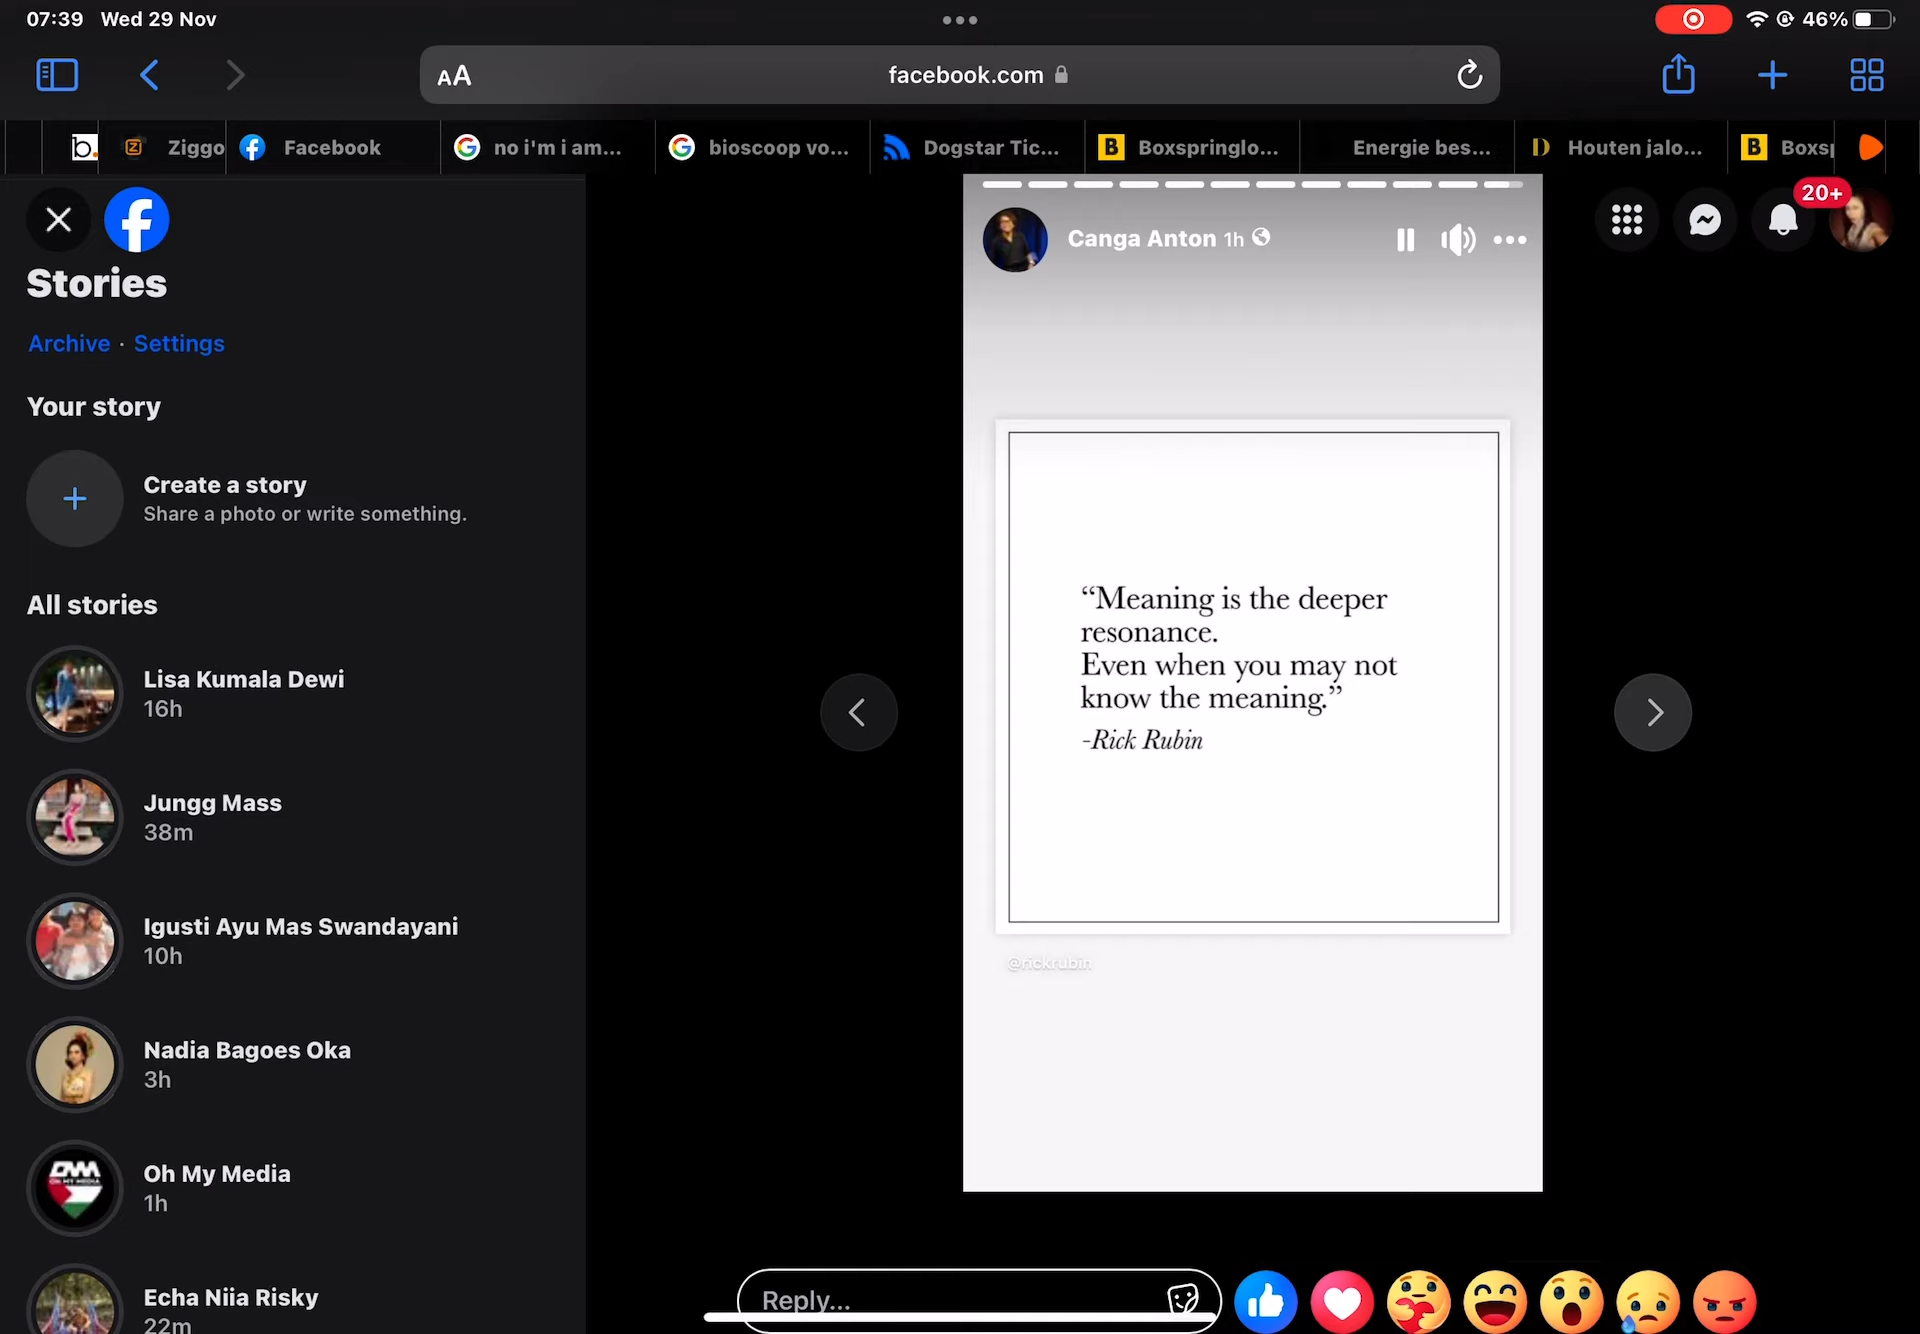 07:39 Wed 29 Nov
46%
AA
facebook.com
b.
Ziggo
Facebook
no i'm i am...
bioscoop vo...
Dogstar Tic...
B
Boxspringlo...
Energie bes...
D
Houten jalo...
B
Boxsp
Stories
Archive · Settings
Your story
Create a story
Share a photo or write something.
All stories
Lisa Kumala Dewi
16h
Jungg Mass
38m
Igusti Ayu Mas Swandayani
10h
Nadia Bagoes Oka
3h
Oh My Media
1h
Echa Niia Risky
22m
Canga Anton 1h
20+
“Meaning is the deeper
resonance.
Even when you may not
know the meaning.”
-Rick Rubin
@rickrubin
Reply...